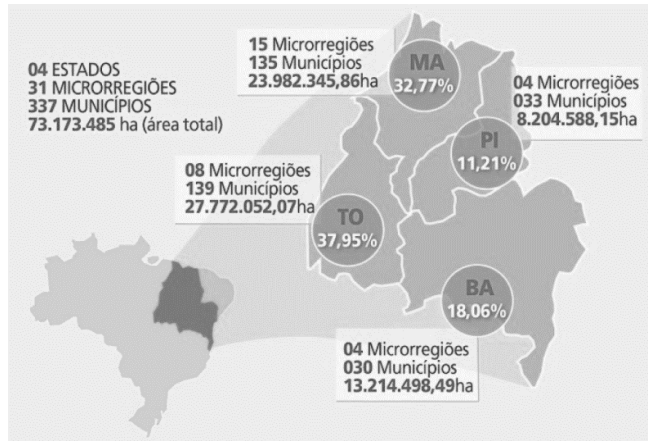 04 ESTADOS
31 MICRORREGIÕES
337 MUNICÍPIOS
73.173.485 ha (área total)
15 Microrregiões
135 Municípios
23.982.345,86ha
MA
32,77%
04 Microrregiões
033 Municípios
8.204.588,15ha
PI
11,21%
08 Microrregiões
139 Municípios
27.772.052,07ha
TO
37,95%
BA
18,06%
04 Microrregiões
030 Municípios
13.214.498,49ha